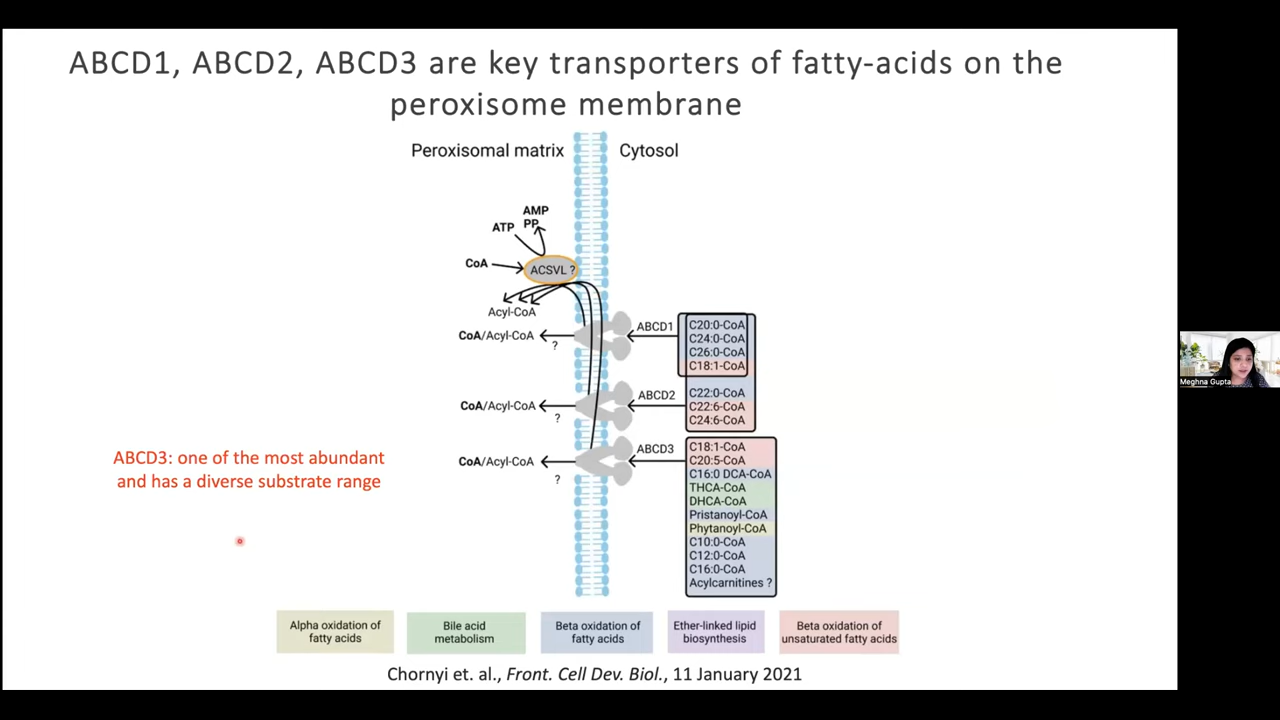 ABCD1, ABCD2, ABCD3 are key transporters of fatty-acids on the
peroxisome membrane
Peroxisomal matrix
Cytosol
AMP
PP
ATP
CoA
ACSVL ?
Acyl-CoA
CoA/Acyl-CoA
?
ABCD1
C20:0-CoA
C24:0-CoA
C26:0-CoA
C18:1-CoA
CoA/Acyl-CoA
?
ABCD2
C22:0-CoA
C22:6-CoA
C24:6-CoA
CoA/Acyl-CoA
?
ABCD3
C18:1-CoA
C20:5-CoA
C16:0 DCA-CoA
THCA-CoA
DHCA-CoA
Pristanoyl-CoA
Phytanoyl-CoA
C10:0-CoA
C12:0-CoA
C16:0-CoA
Acylcarnitines ?
ABCD3: one of the most abundant
and has a diverse substrate range
Alpha oxidation of
fatty acids
Bile acid
metabolism
Beta oxidation of
fatty acids
Ether-linked lipid
biosynthesis
Beta oxidation of
unsaturated fatty acids
Chornyi et. al., Front. Cell Dev. Biol., 11 January 2021
Meghna Gupta